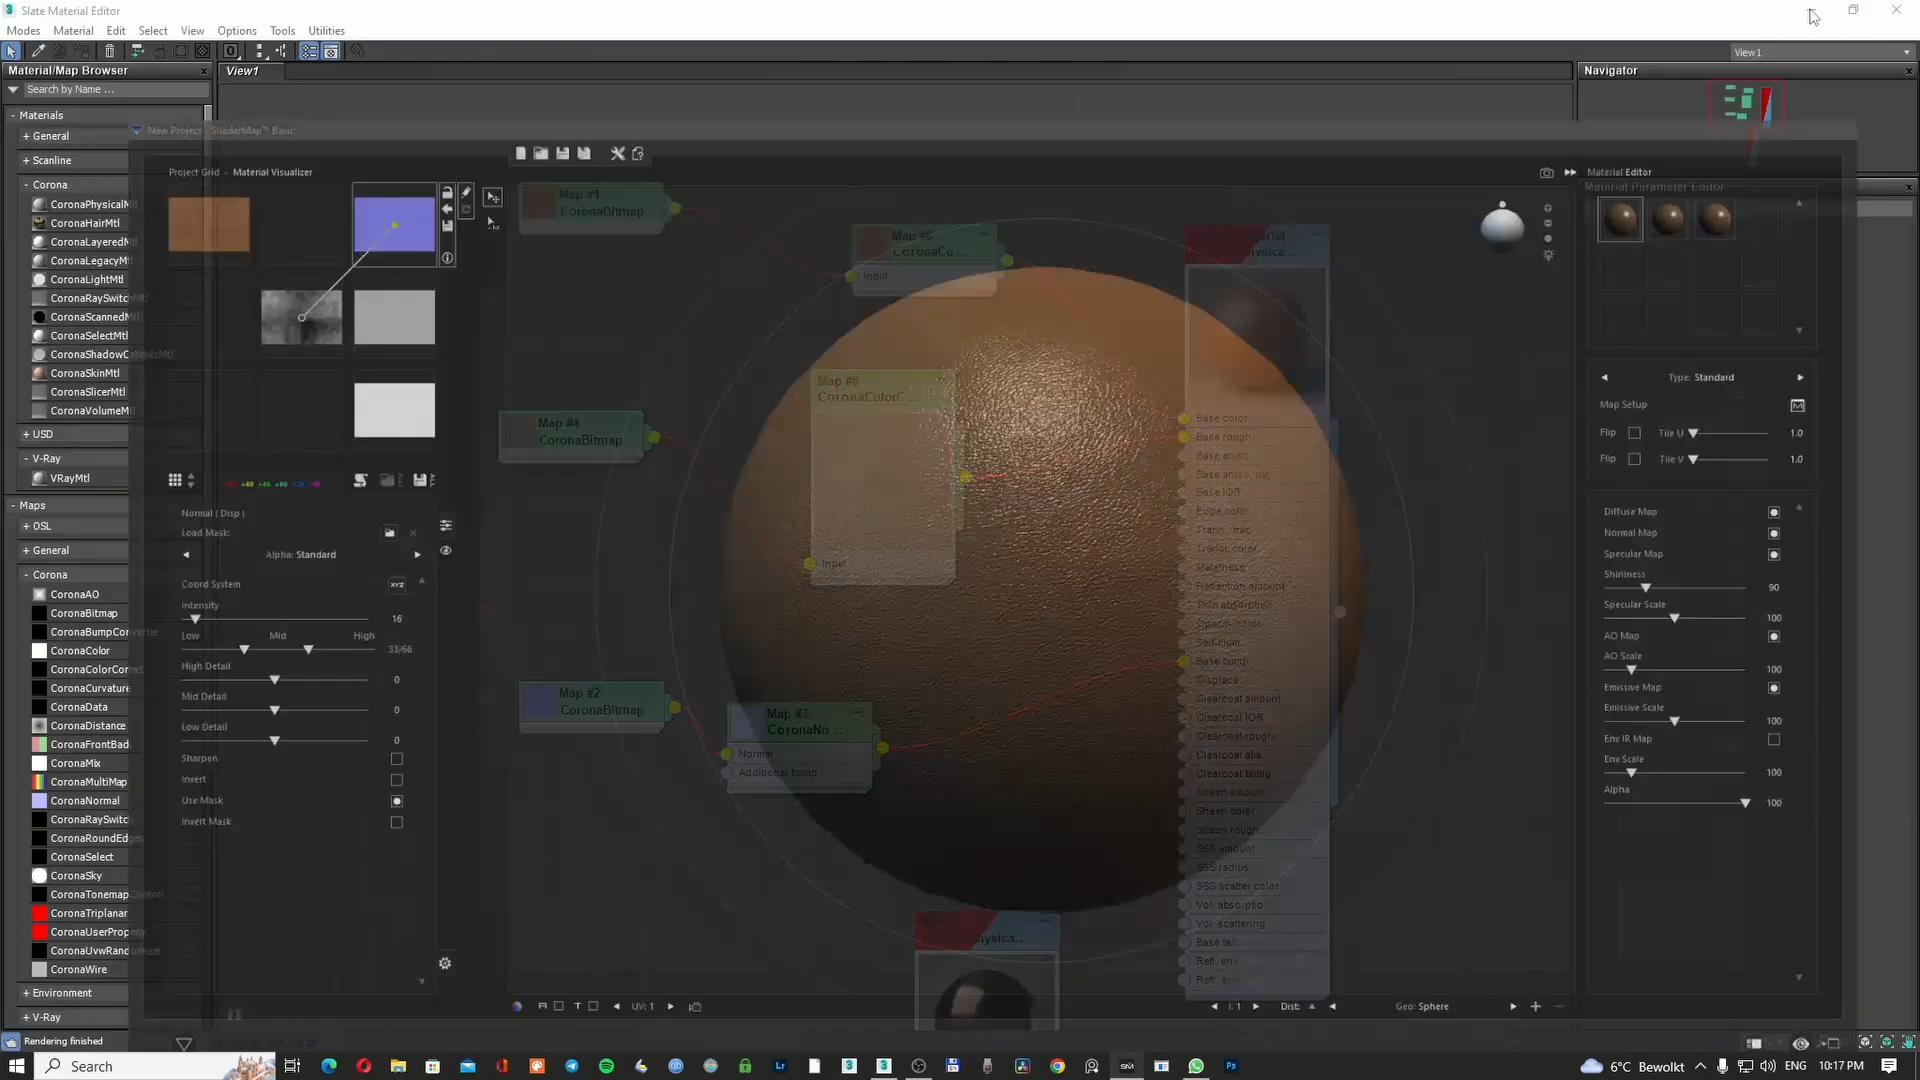 Slate Material Editor
Modes Material Edit Select View Options Tools Utilities
View1
Material/Map Browser
View1
Navigator
Search by Name ...
- Materials
+ General
+ Scanline
- Corona
CoronaPhysicalM
CoronaHairMtl
CoronaLayeredM
CoronaLegacyMt
CoronaLightMtl
CoronaRaySwitch
CoronaScannedM
CoronaSelectMtl
CoronaShadowCatcherMtl
CoronaSkinMtl
CoronaSlicerMtl
CoronaVolumeM
+ USD
- V-Ray
VRayMtl
- Maps
+ OSL
+ General
- Corona
CoronaAO
CoronaBitmap
CoronaBumpConverter
CoronaColor
CoronaColorCorrect
CoronaCurvature
CoronaData
CoronaDistance
CoronaFrontBack
CoronaMix
CoronaMultiMap
CoronaNormal
CoronaRaySwitch
CoronaRoundEdges
CoronaSelect
CoronaSky
CoronaTonemapControl
CoronaTriplanar
CoronaUserProperty
CoronaUvwRandomizer
CoronaWire
+ Environment
+ V-Ray
Rendering finished
New Project - ShaderMap™ Basic
Project Grid - Material Visualizer
Normal ( Disp )
Load Mask:
Alpha: Standard
Coord System
XYZ
Intensity
16
Low Mid High
33/66
High Detail
0
Mid Detail
0
Low Detail
0
Sharpen
Invert
Use Mask
Invert Mask
Map #1
CoronaBitmap
Map #6
CoronaCo...
Input
Map #8
CoronaColorC...
Input
Map #4
CoronaBitmap
Map #2
CoronaBitmap
Map #3
CoronaNo...
Normal
Additional bump
Base color
Base rough.
Base aniso.
Base aniso. rot.
Base IOR
Edge color
Transl. frac.
Transl. color
Metalness
Refraction amount
Thin absorption
Opacity color
Self-illum.
Base bump
Displace.
Clearcoat amount
Clearcoat IOR
Clearcoat rough.
Clearcoat abs.
Clearcoat bump
Sheen amount
Sheen color
Sheen rough.
SSS amount
SSS radius
SSS scatter color
Vol. absorption
Vol. scattering
Base tail
Refl. env.
Refr. env.
hysica...
T UV: 1
1 Dist: Geo: Sphere
Material Editor
Material Parameter Editor
Type: Standard
Map Setup
Flip Tile U 1.0
Flip Tile V 1.0
Diffuse Map
Normal Map
Specular Map
Shininess
90
Specular Scale
100
AO Map
AO Scale
100
Emissive Map
Emissive Scale
100
Env IR Map
Env Scale
100
Alpha
100
Search
6°C Bewolkt
ENG
10:17 PM